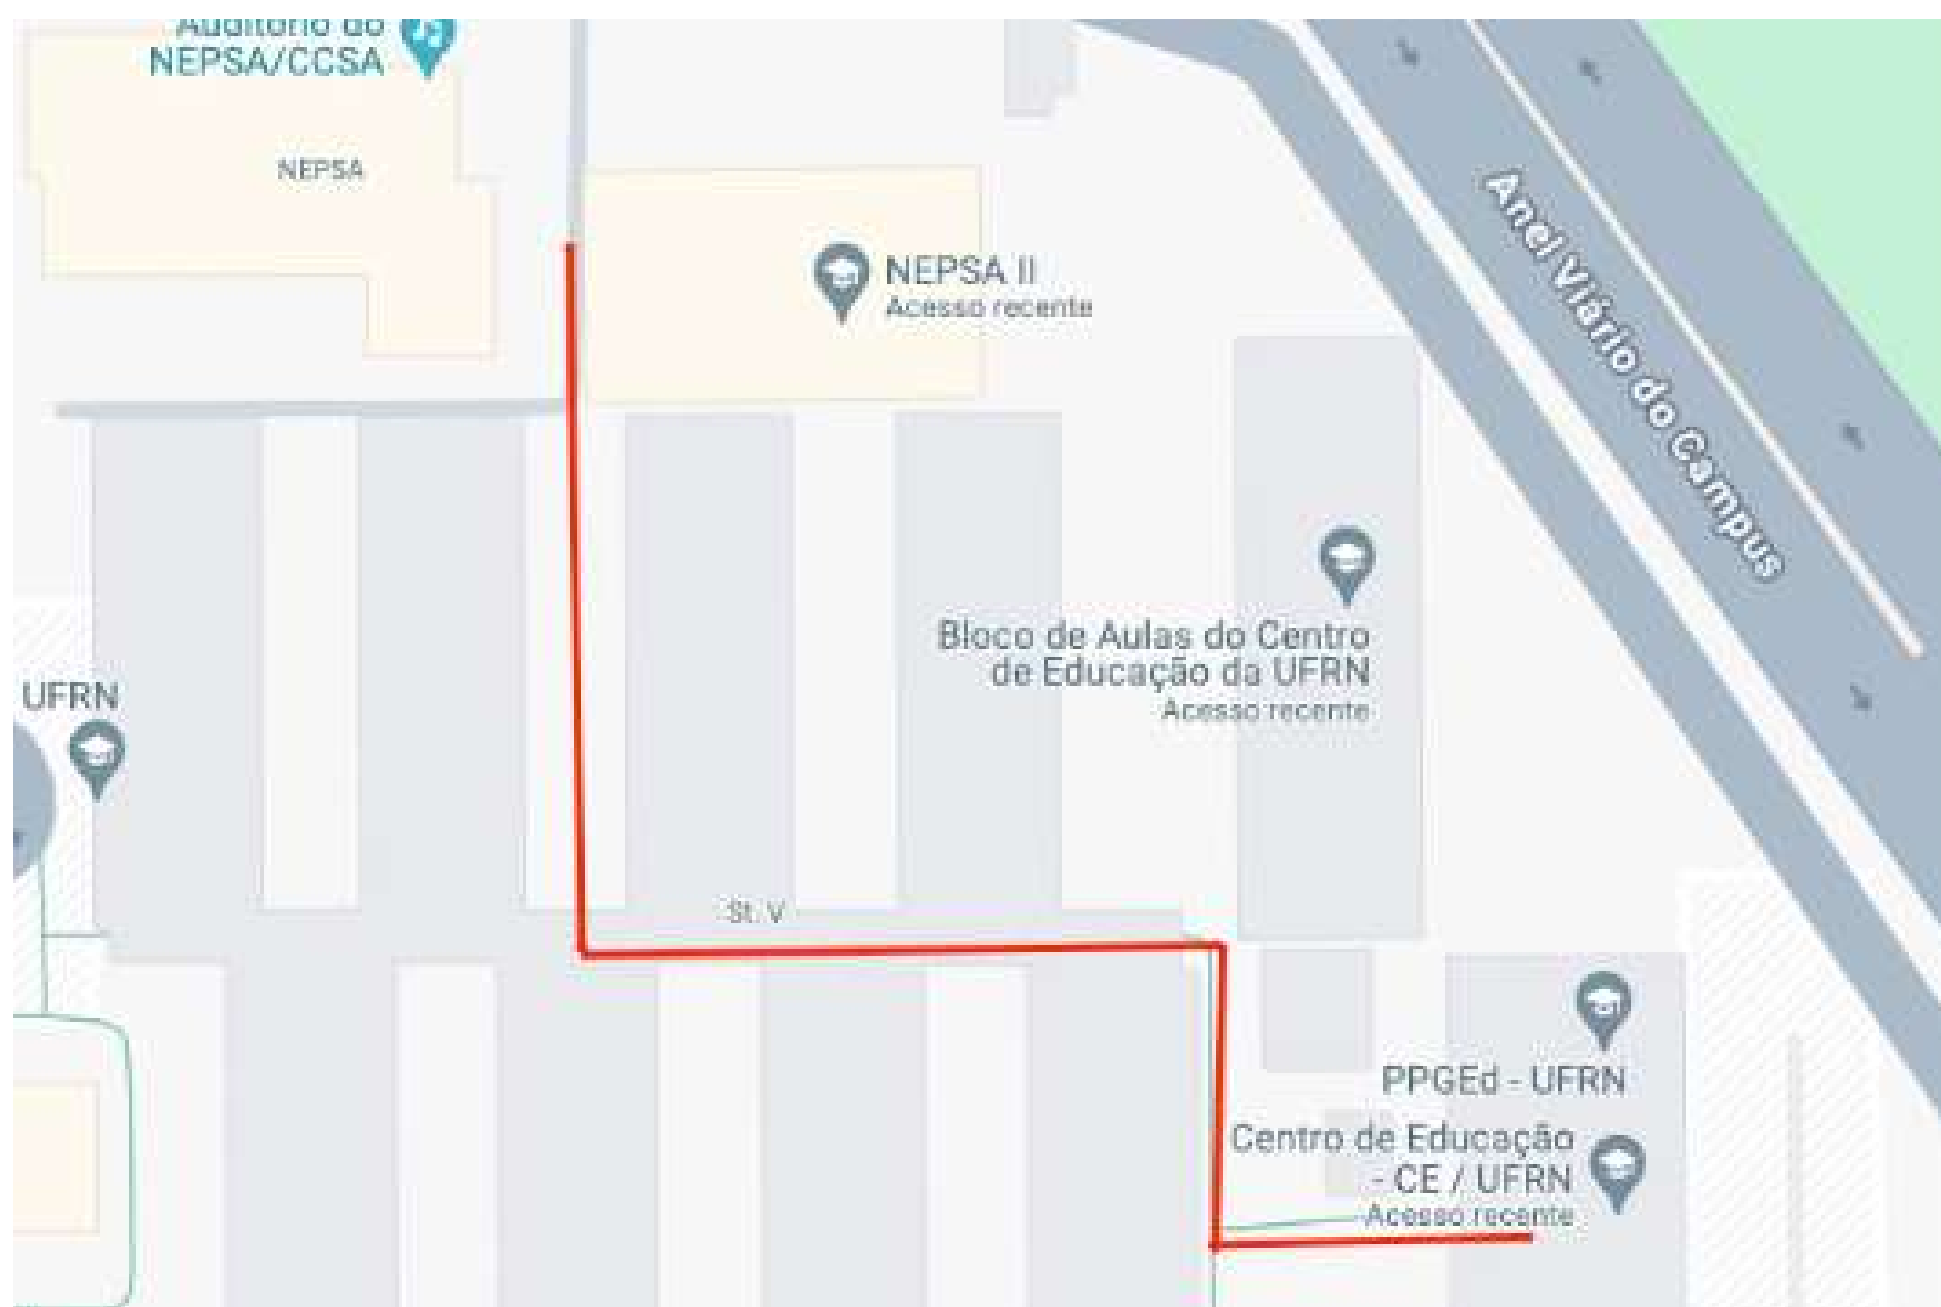 Auditório do
NEPSA/CCSA
NEPSA
NEPSA II
Acesso recente
Anel Viário do Campus
Bloco de Aulas do Centro
de Educação da UFRN
Acesso recente
UFRN
St. V
PPGEd - UFRN
Centro de Educação
- CE / UFRN
Acesso recente